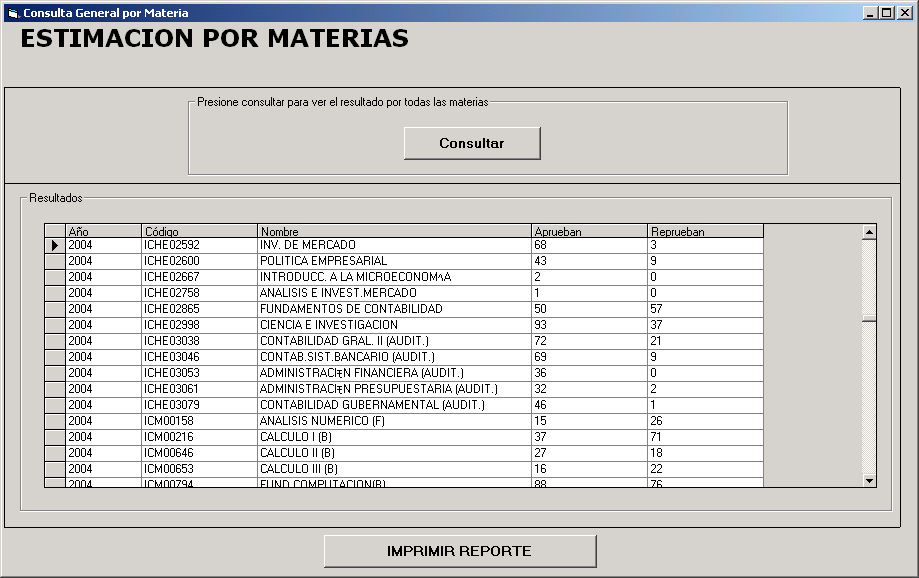 Consulta General por Materia
ESTIMACION POR MATERIAS
Presione consultar para ver el resultado por todas las materias
Consultar
Resultados
Año Código Nombre Aprueban Reprueban
2004 ICHE02592 INV. DE MERCADO 68 3
2004 ICHE02600 POLITICA EMPRESARIAL 43 9
2004 ICHE02667 INTRODUCC. A LA MICROECONOM^A 2 0
2004 ICHE02758 ANALISIS E INVEST.MERCADO 1 0
2004 ICHE02865 FUNDAMENTOS DE CONTABILIDAD 50 57
2004 ICHE02998 CIENCIA E INVESTIGACION 93 37
2004 ICHE03038 CONTABILIDAD GRAL. II (AUDIT.) 72 21
2004 ICHE03046 CONTAB.SIST.BANCARIO (AUDIT.) 69 9
2004 ICHE03053 ADMINISTRACI‡N FINANCIERA (AUDIT.) 36 0
2004 ICHE03061 ADMINISTRACI‡N PRESUPUESTARIA (AUDIT.) 32 2
2004 ICHE03079 CONTABILIDAD GUBERNAMENTAL (AUDIT.) 46 1
2004 ICM00158 ANALISIS NUMERICO (F) 15 26
2004 ICM00216 CALCULO I (B) 37 71
2004 ICM00646 CALCULO II (B) 27 18
2004 ICM00653 CALCULO III (B) 16 22
2004 ICM00794 FUND.COMPUTACION(B) 88 76
IMPRIMIR REPORTE